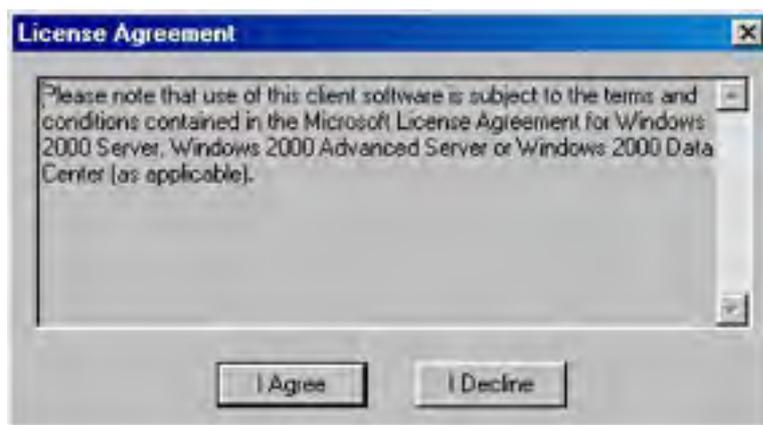 License Agreement
Please note that use of this client software is subject to the terms and
conditions contained in the Microsoft License Agreement for Windows
2000 Server, Windows 2000 Advanced Server or Windows 2000 Data
Center (as applicable).
I Agree
I Decline